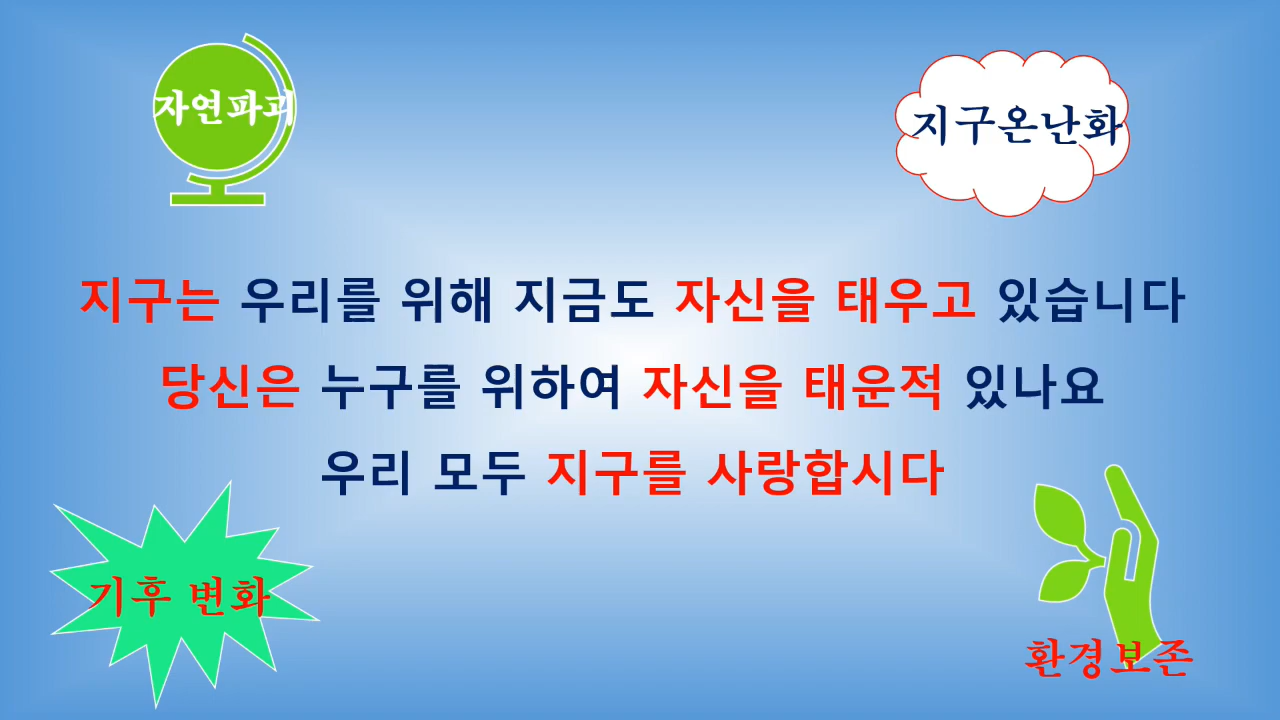 자연파괴
지구온난화
지구는 우리를 위해 지금도 자신을 태우고 있습니다
당신은 누구를 위하여 자신을 태운적 있나요
우리 모두 지구를 사랑합시다
기후 변화
환경보존